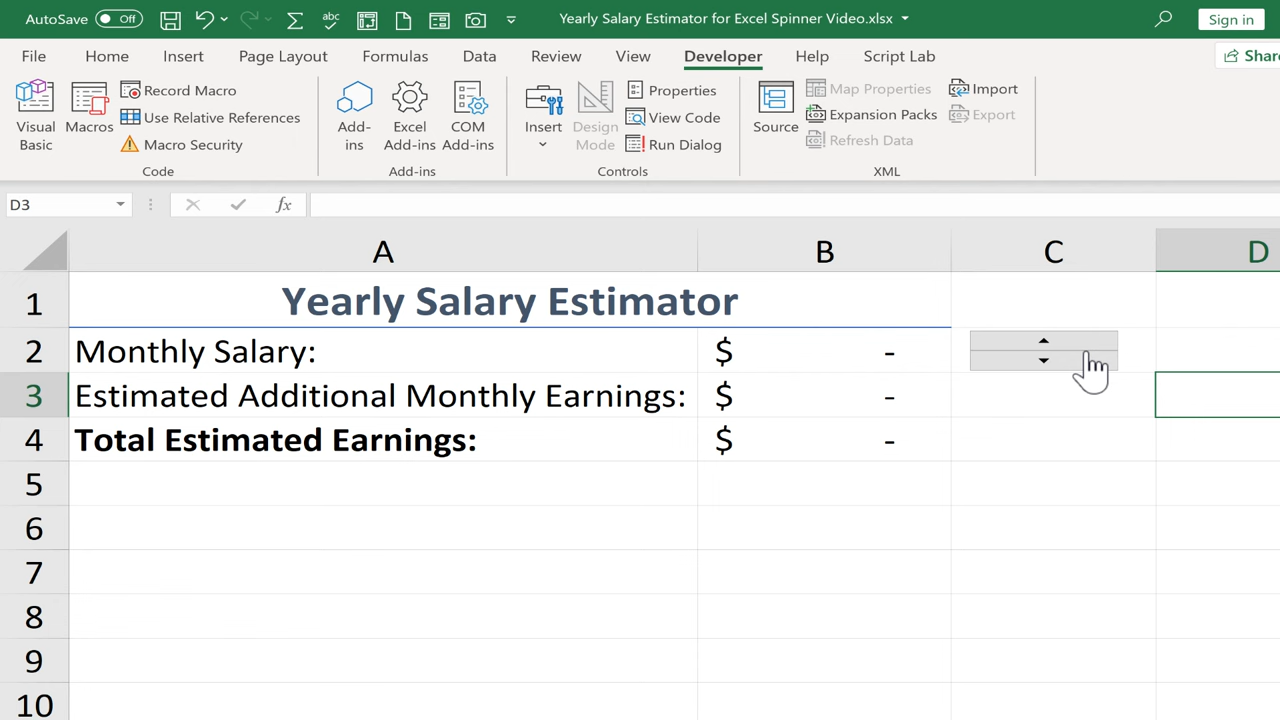 AutoSave Off abc Yearly Salary Estimator for Excel Spinner Video.xlsx Sign in
File Home Insert Page Layout Formulas Data Review View Developer Help Script Lab Share
Visual Basic
Macros
Record Macro
Use Relative References
Macro Security
Code
Add-ins
Excel Add-ins
COM Add-ins
Add-ins
Insert
Design Mode
Properties
View Code
Run Dialog
Controls
Source
Map Properties
Expansion Packs
Refresh Data
Import
Export
XML
D3 fx
A B C D
1 Yearly Salary Estimator
2 Monthly Salary: $ -
3 Estimated Additional Monthly Earnings: $ -
4 Total Estimated Earnings: $ -
5
6
7
8
9
10